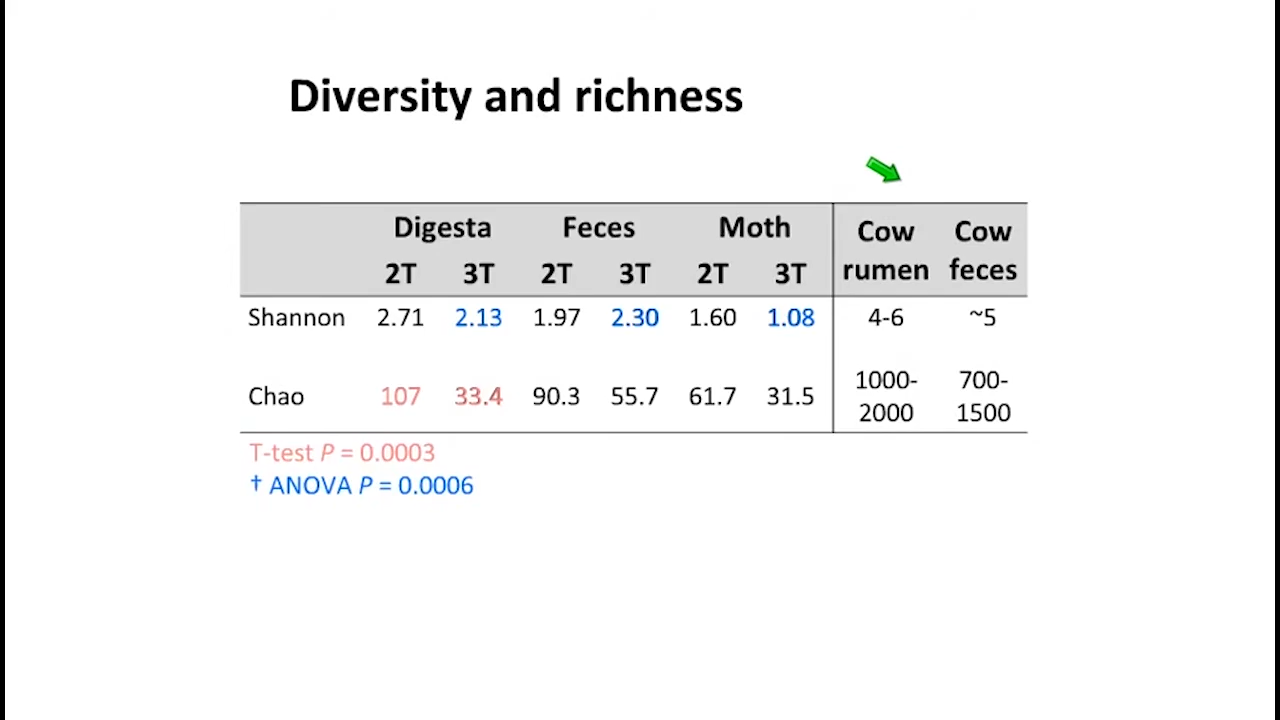 Diversity and richness
Digesta Feces Moth Cow rumen Cow feces
2T 3T 2T 3T 2T 3T
Shannon 2.71 2.13 1.97 2.30 1.60 1.08 4-6 ~5
Chao 107 33.4 90.3 55.7 61.7 31.5 1000-2000 700-1500
T-test P = 0.0003
† ANOVA P = 0.0006